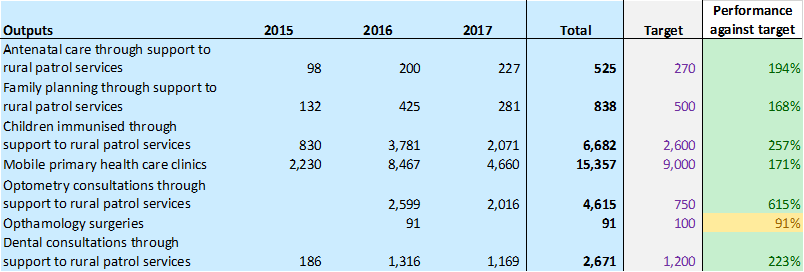 Performance
Outputs 2015 2016 2017 Total Target against target
Antenatal care through support to
rural patrol services 98 200 227 525 270 194%
Family planning through support to
rural patrol services 132 425 281 838 500 168%
Children immunised through
support to rural patrol services 830 3,781 2,071 6,682 2,600 257%
Mobile primary health care clinics 2,230 8,467 4,660 15,357 9,000 171%
Optometry consultations through
support to rural patrol services 2,599 2,016 4,615 750 615%
Opthamology surgeries 91 91 100 91%
Dental consultations through
support to rural patrol services 186 1,316 1,169 2,671 1,200 223%